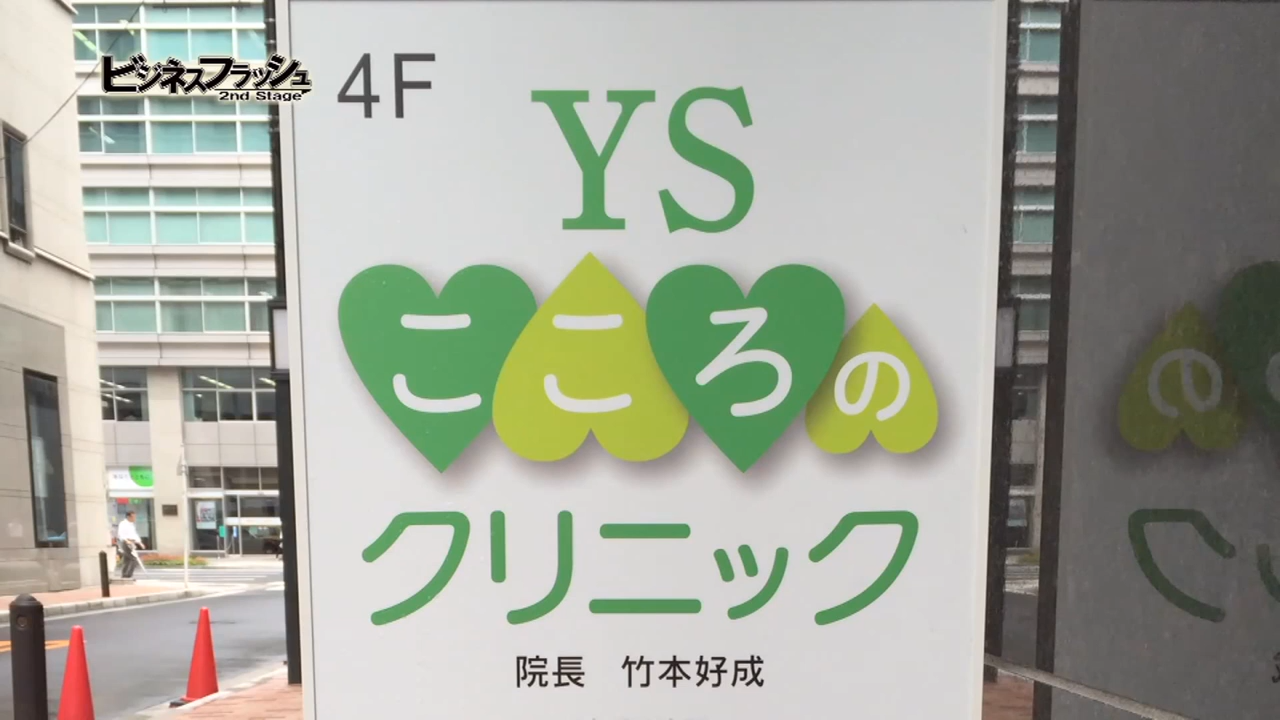 ビジネスフラッシュ
2nd Stage
4F
YS
こころの
クリニック
院長 竹本好成